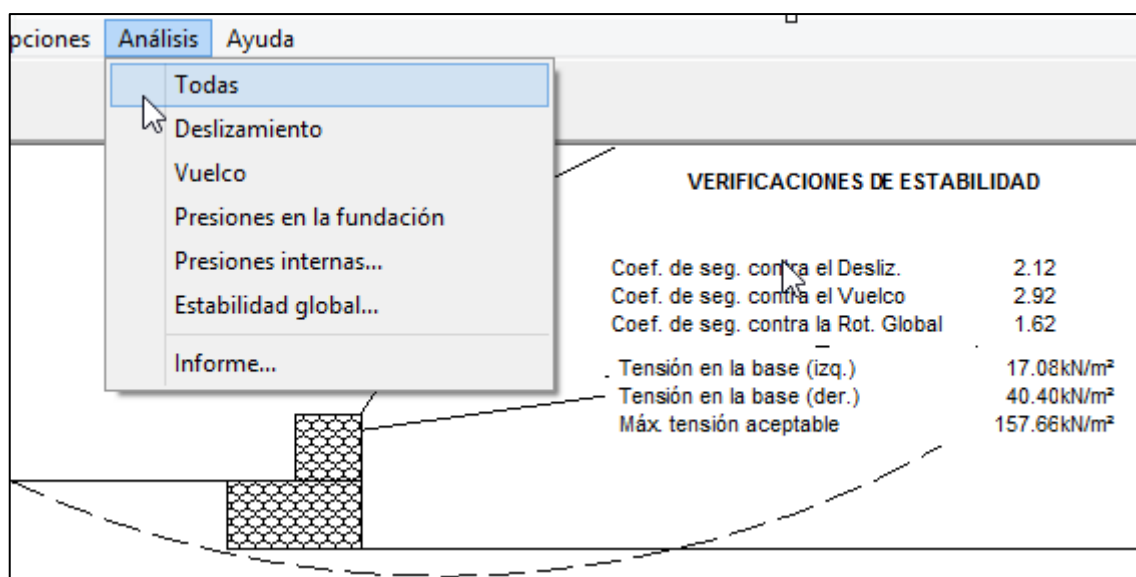 pciones Análisis Ayuda
Todas
Deslizamiento
Vuelco
Presiones en la fundación
Presiones internas...
Estabilidad global...
Informe...
VERIFICACIONES DE ESTABILIDAD
Coef. de seg. contra el Desliz. 2.12
Coef. de seg. contra el Vuelco 2.92
Coef. de seg. contra la Rot. Global 1.62
Tensión en la base (izq.) 17.08kN/m²
Tensión en la base (der.) 40.40kN/m²
Máx. tensión aceptable 157.66kN/m²